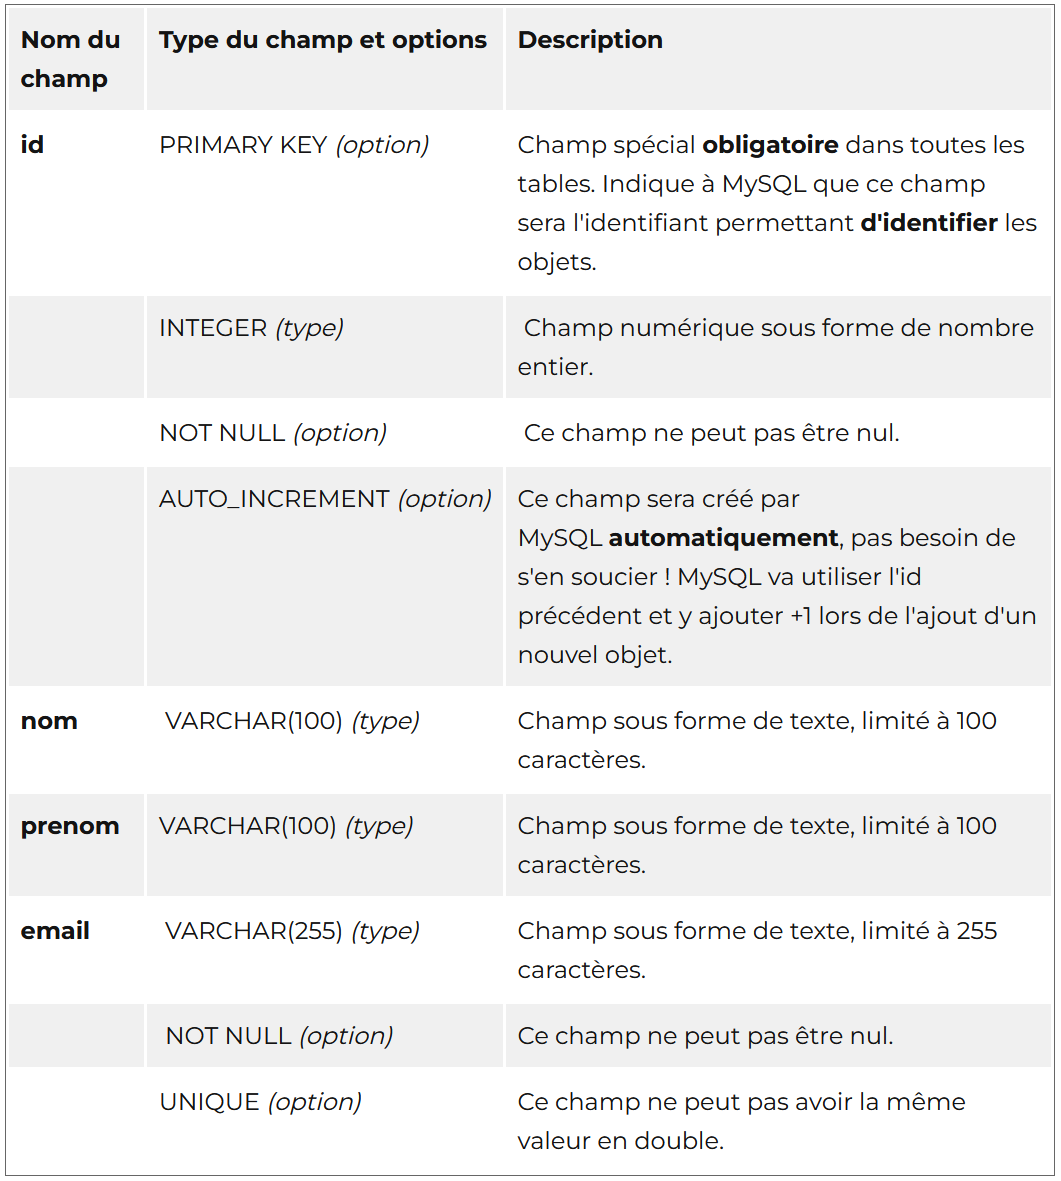 Nom du champ | Type du champ et options | Description
id | PRIMARY KEY (option) | Champ spécial obligatoire dans toutes les
tables. Indique à MySQL que ce champ
sera l'identifiant permettant d'identifier les
objets.
INTEGER (type) | Champ numérique sous forme de nombre
entier.
NOT NULL (option) | Ce champ ne peut pas être nul.
AUTO_INCREMENT (option) | Ce champ sera créé par
MySQL automatiquement, pas besoin de
s'en soucier ! MySQL va utiliser l'id
précédent et y ajouter +1 lors de l'ajout d'un
nouvel objet.
nom | VARCHAR(100) (type) | Champ sous forme de texte, limité à 100
caractères.
prenom | VARCHAR(100) (type) | Champ sous forme de texte, limité à 100
caractères.
email | VARCHAR(255) (type) | Champ sous forme de texte, limité à 255
caractères.
NOT NULL (option) | Ce champ ne peut pas être nul.
UNIQUE (option) | Ce champ ne peut pas avoir la même
valeur en double.